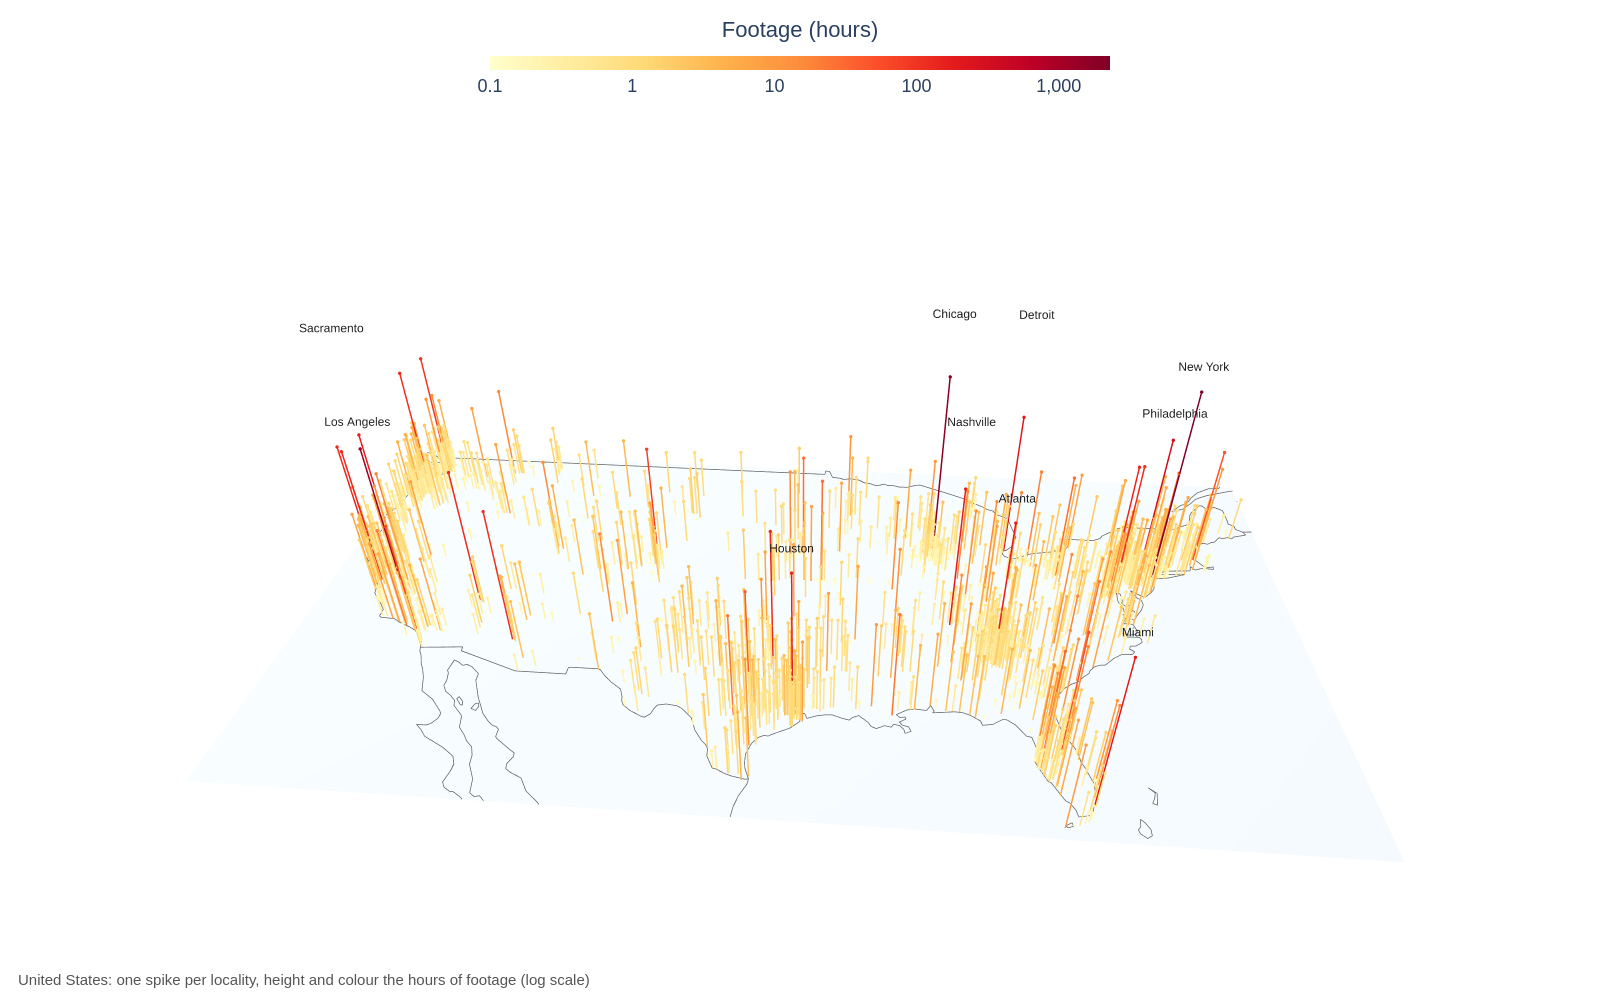 Footage (hours)
0.1 1 10 100 1,000
Chicago
Detroit
Sacramento
New York
Philadelphia
Los Angeles
Nashville
Atlanta
Houston
Miami
United States: one spike per locality, height and colour the hours of footage (log scale)